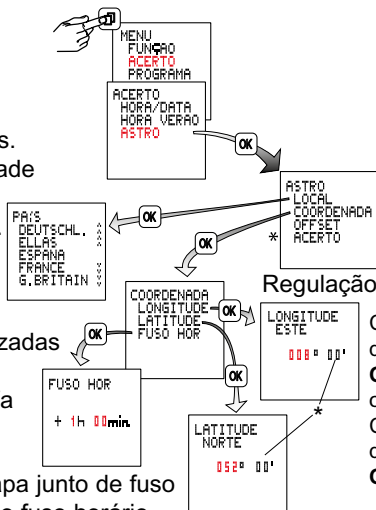 MENU
FUNÇAO
ACERTO
PROGRAMA
ACERTO
HORA/DATA
HORA VERAO
ASTRO
OK
s.
ade
ASTRO
LOCAL
COORDENADA
OFFSET
* ACERTO
OK
PAíS
DEUTSCHL.
ELLAS
ESPANA
FRANCE
G.BRITAIN
OK
Regulação
COORDENADA
LONGITUDE
LATITUDE
FUSO HOR
OK
LONGITUDE
ESTE
008° 00'
zadas
OK
FUSO HOR
+ 1h 00min.
OK
*
LATITUDE
NORTE
052° 00'
apa junto de fuso
o fuso horário